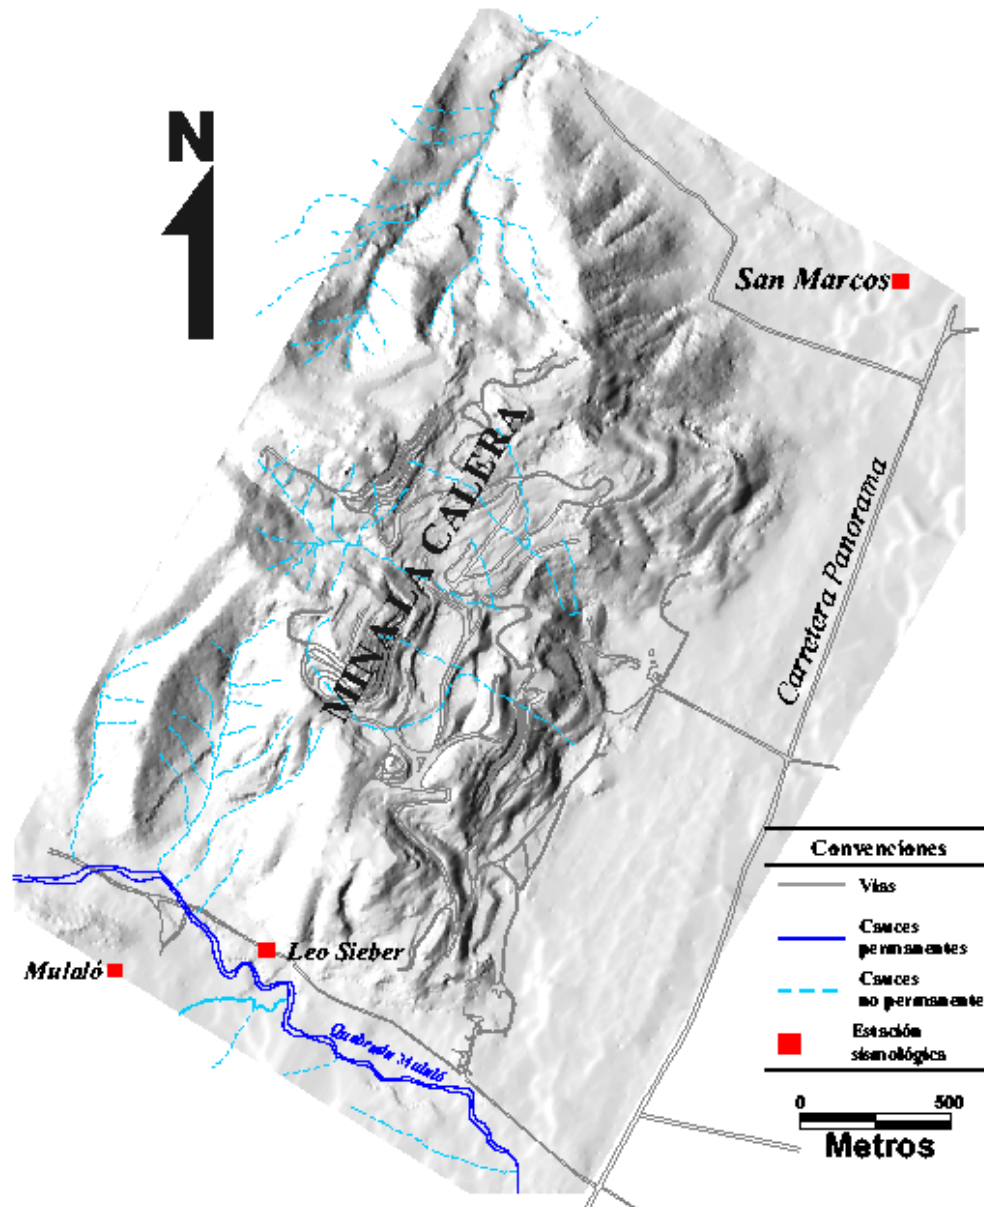 N
San Marcos
MINA LA CALERA
Carretera Panorama
Convenciones
Vias
Cauces
permanentes
Cauces
no permanente
Estación
sismológica
Leo Sieber
Mulaló
Quebrada Mulaló
0 500
Metros